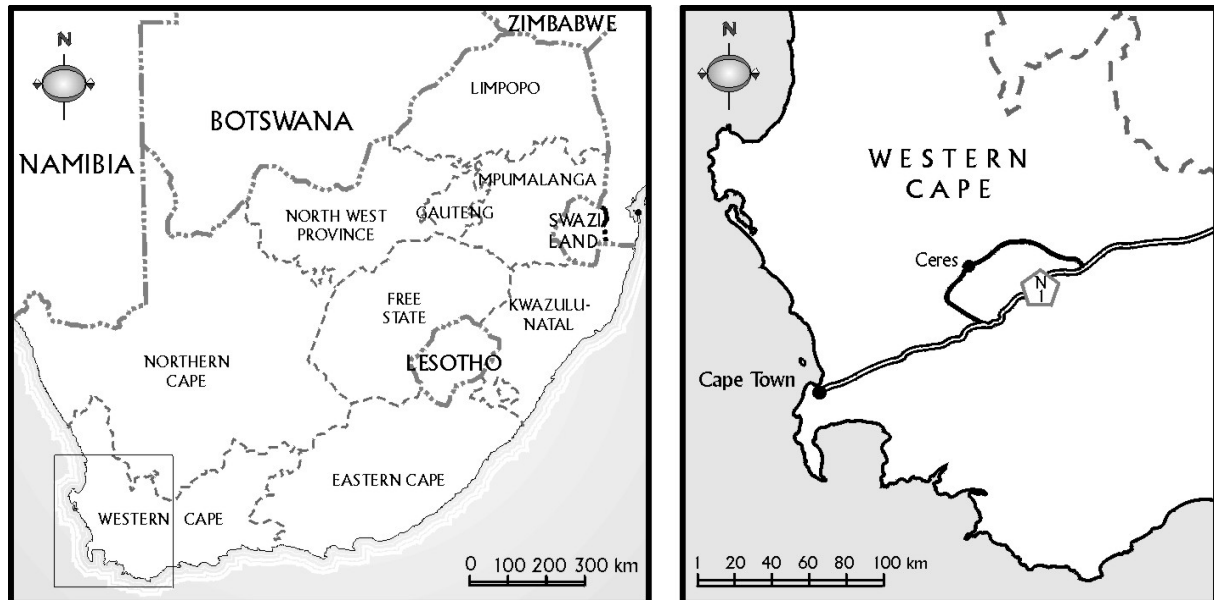 N
ZIMBABWE
LIMPOPO
BOTSWANA
NAMIBIA
MPUMALANGA
NORTH WEST
PROVINCE
GAUTENG
SWAZI
LAND
FREE
STATE
KWAZULU-
NATAL
LESOTHO
NORTHERN
CAPE
EASTERN CAPE
WESTERN CAPE
0 100 200 300 km
N
WESTERN
CAPE
Ceres
N
1
Cape Town
1 20 40 60 80 100 km